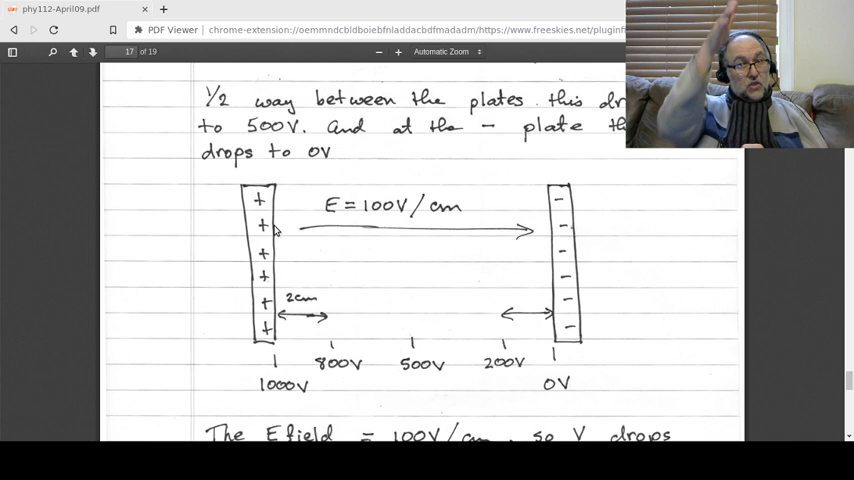 phy112-April09.pdf
PDF Viewer
chrome-extension://oemmndcbldboiebfnladdacbdfmadadm/https://www.freeskies.net/pluginfi
17 of 19
Automatic Zoom
1/2 way between the plates this dr
to 500V. And at the - plate th
drops to 0V
+ -
E = 100V/cm
+ -
+ -
+ -
2cm
+ -
+ -
800V 500V 200V
1000V 0V
The E field = 100V/cm, so V drops